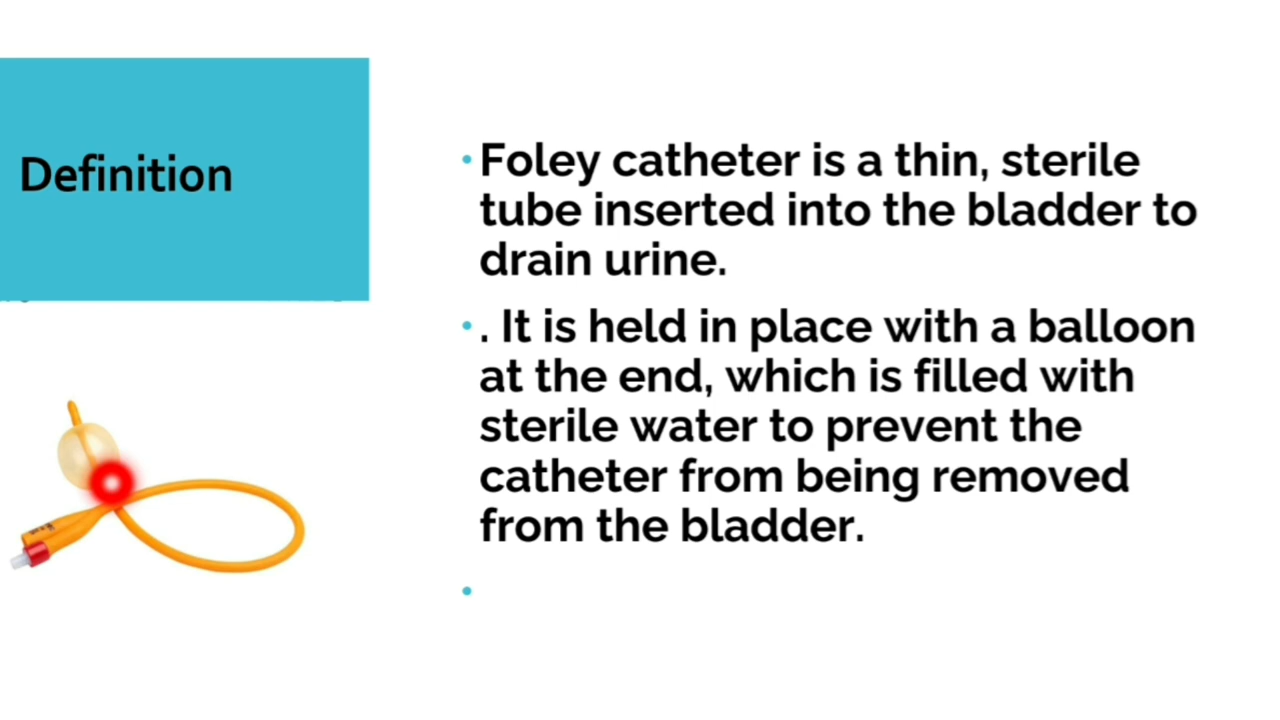 Definition
Foley catheter is a thin, sterile
tube inserted into the bladder to
drain urine.
. It is held in place with a balloon
at the end, which is filled with
sterile water to prevent the
catheter from being removed
from the bladder.